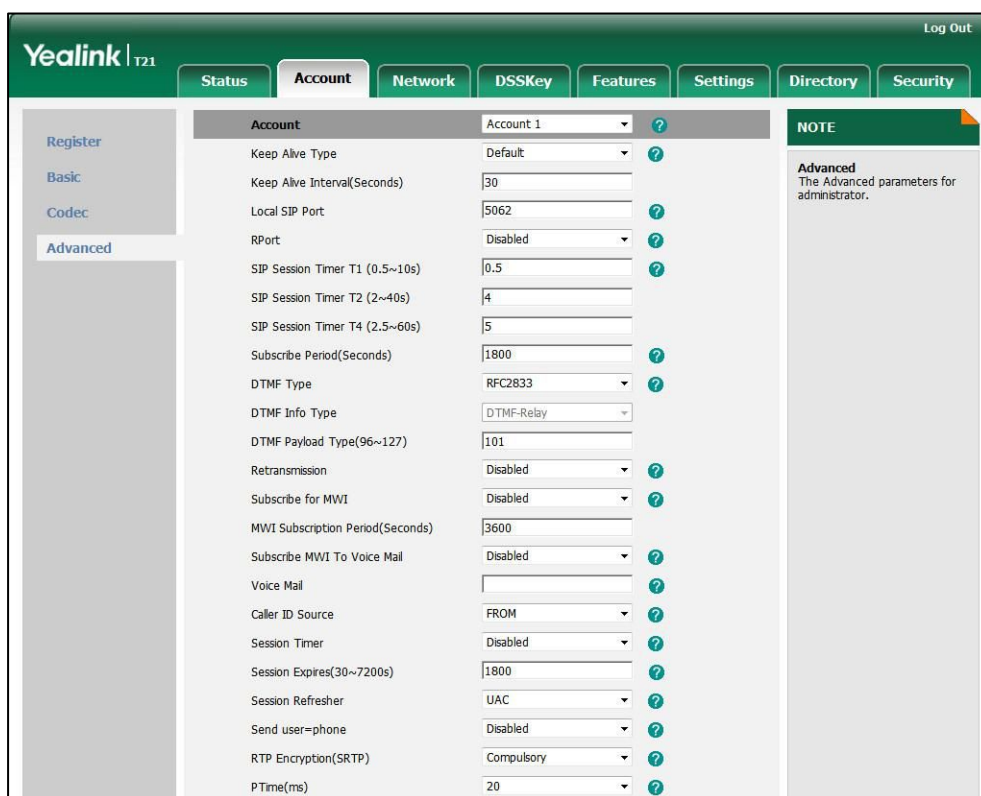 Log Out
Yealink T21
Status Account Network DSSKey Features Settings Directory Security
Register
Basic
Codec
Advanced
Account Account 1 ?
Keep Alive Type Default ?
Keep Alive Interval(Seconds) 30
Local SIP Port 5062 ?
RPort Disabled ?
SIP Session Timer T1 (0.5~10s) 0.5 ?
SIP Session Timer T2 (2~40s) 4
SIP Session Timer T4 (2.5~60s) 5
Subscribe Period(Seconds) 1800 ?
DTMF Type RFC2833 ?
DTMF Info Type DTMF-Relay
DTMF Payload Type(96~127) 101
Retransmission Disabled ?
Subscribe for MWI Disabled ?
MWI Subscription Period(Seconds) 3600
Subscribe MWI To Voice Mail Disabled ?
Voice Mail ?
Caller ID Source FROM ?
Session Timer Disabled ?
Session Expires(30~7200s) 1800 ?
Session Refresher UAC ?
Send user=phone Disabled ?
RTP Encryption(SRTP) Compulsory ?
PTime(ms) 20 ?
NOTE
Advanced
The Advanced parameters for
administrator.